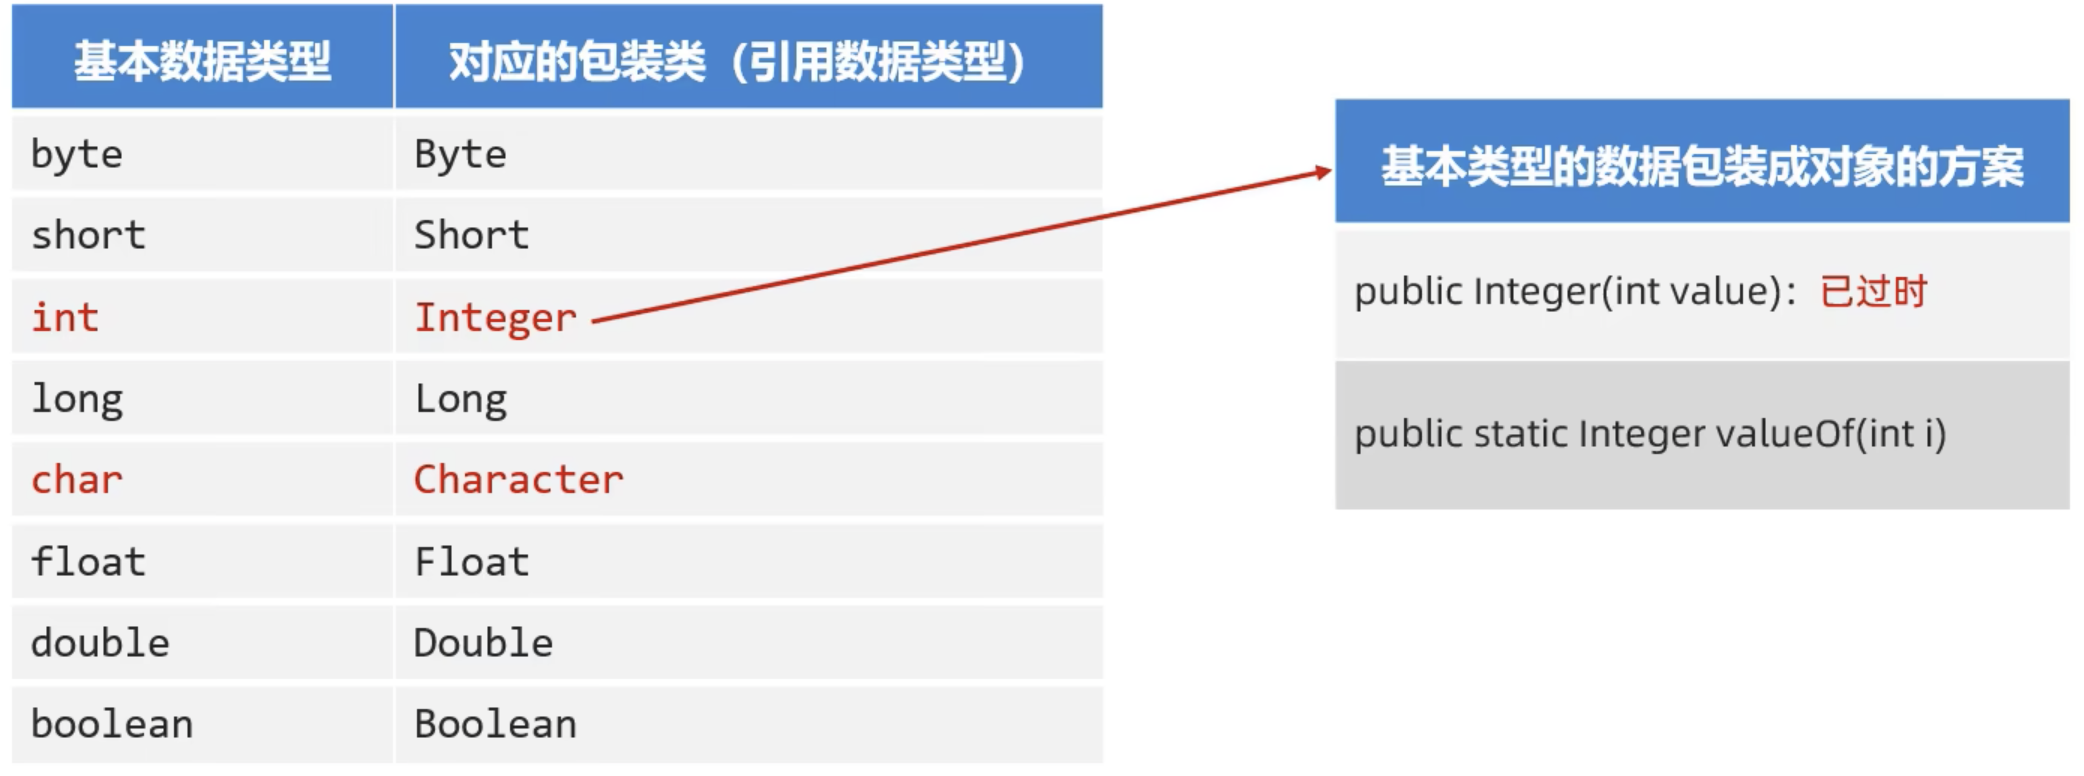 基本数据类型 对应的包装类（引用数据类型）
byte Byte
short Short
int Integer
long Long
char Character
float Float
double Double
boolean Boolean
基本类型的数据包装成对象的方案
public Integer(int value)：已过时
public static Integer valueOf(int i)